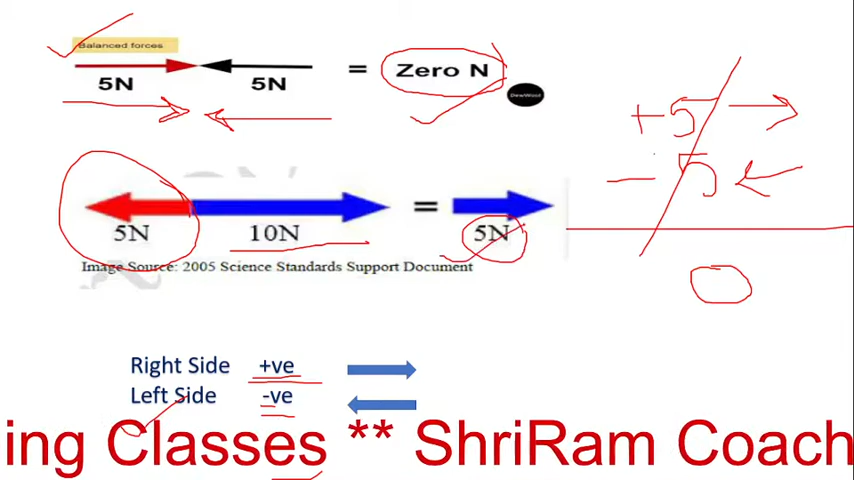 Balanced forces
5N 5N = Zero N
DewWool
+5
-5
0
5N 10N = 5N
Image Source: 2005 Science Standards Support Document
Right Side +ve
Left Side -ve
ing Classes ** ShriRam Coach